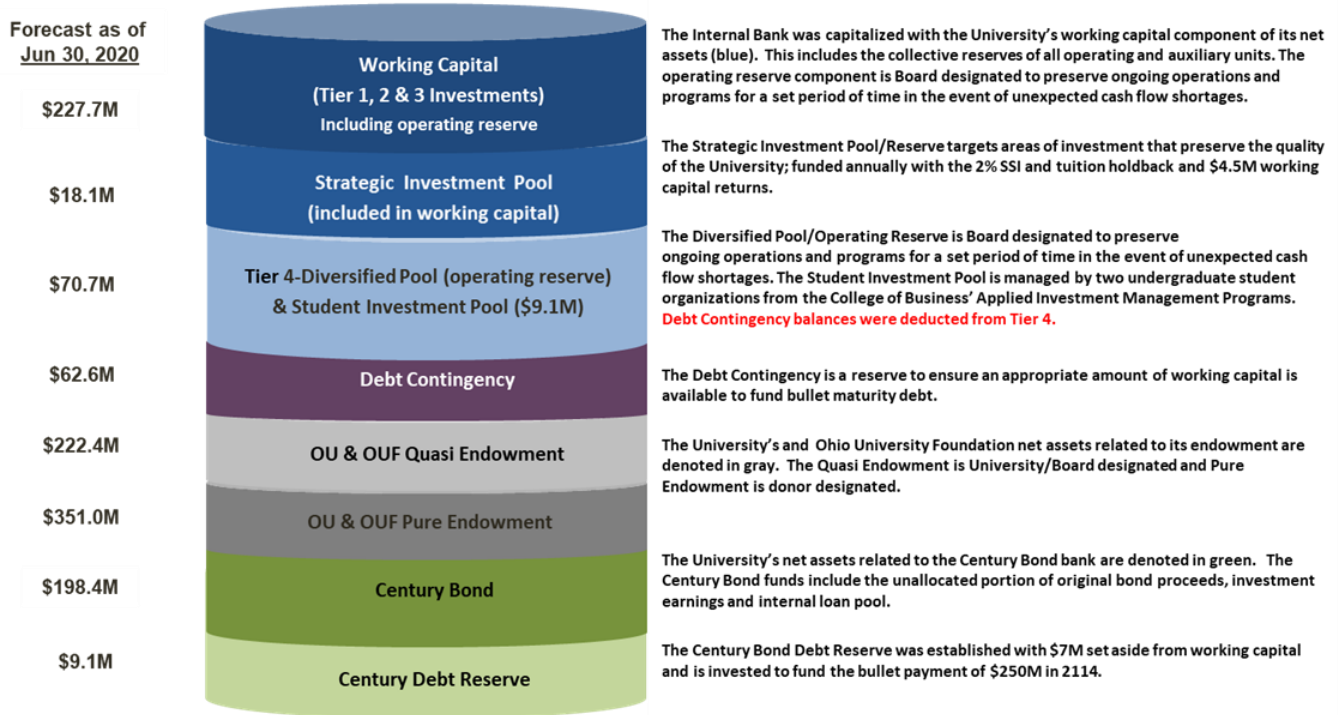 Forecast as of
Jun 30, 2020
$227.7M
$18.1M
$70.7M
$62.6M
$222.4M
$351.0M
$198.4M
$9.1M
Working Capital
(Tier 1, 2 & 3 Investments)
Including operating reserve
Strategic Investment Pool
(included in working capital)
Tier 4-Diversified Pool (operating reserve)
& Student Investment Pool ($9.1M)
Debt Contingency
OU & OUF Quasi Endowment
OU & OUF Pure Endowment
Century Bond
Century Debt Reserve
The Internal Bank was capitalized with the University's working capital component of its net
assets (blue). This includes the collective reserves of all operating and auxiliary units. The
operating reserve component is Board designated to preserve ongoing operations and
programs for a set period of time in the event of unexpected cash flow shortages.
The Strategic Investment Pool/Reserve targets areas of investment that preserve the quality
of the University; funded annually with the 2% SSI and tuition holdback and $4.5M working
capital returns.
The Diversified Pool/Operating Reserve is Board designated to preserve
ongoing operations and programs for a set period of time in the event of unexpected cash
flow shortages. The Student Investment Pool is managed by two undergraduate student
organizations from the College of Business' Applied Investment Management Programs.
Debt Contingency balances were deducted from Tier 4.
The Debt Contingency is a reserve to ensure an appropriate amount of working capital is
available to fund bullet maturity debt.
The University's and Ohio University Foundation net assets related to its endowment are
denoted in gray. The Quasi Endowment is University/Board designated and Pure
Endowment is donor designated.
The University's net assets related to the Century Bond bank are denoted in green. The
Century Bond funds include the unallocated portion of original bond proceeds, investment
earnings and internal loan pool.
The Century Bond Debt Reserve was established with $7M set aside from working capital
and is invested to fund the bullet payment of $250M in 2114.